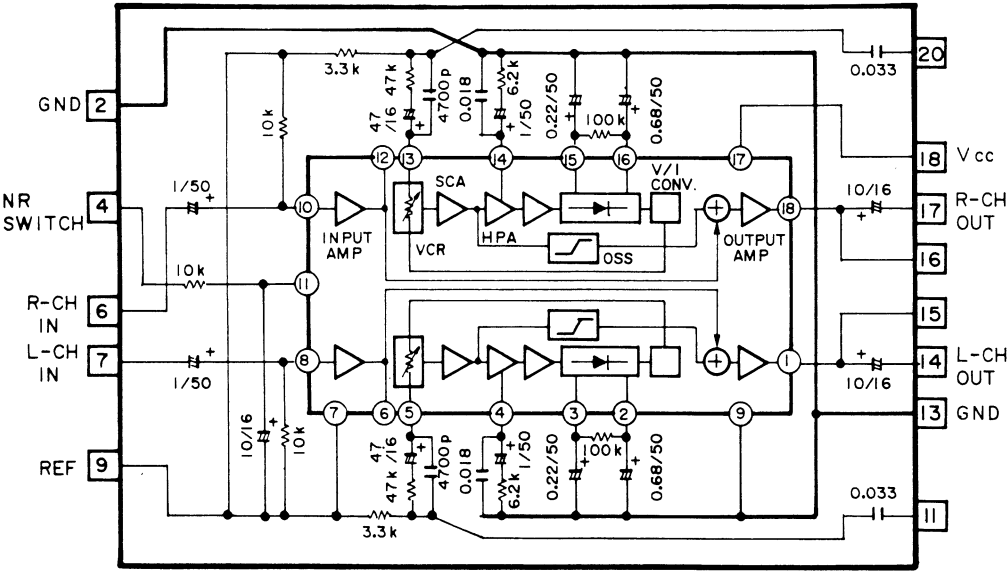 20
0.033
3.3k
47k
47
/16
4700p
0.018
6.2k
1/50
0.22/50
100k
0.68/50
GND 2
10k
12
13
14
15
16
17
18 Vcc
V/I
CONV.
NR
SWITCH
4
1/50
10
INPUT
AMP
VCR
SCA
HPA
OSS
OUTPUT
AMP
18
10/16
17 R-CH
OUT
16
10k
11
R-CH
IN
6
15
L-CH
IN
7
1/50
8
1
14 L-CH
OUT
10/16
7
6
5
4
3
2
9
13 GND
10/16
10k
47
/16
47k
4700p
0.018
1/50
6.2k
0.22/50
100k
0.68/50
REF 9
3.3k
0.033
11